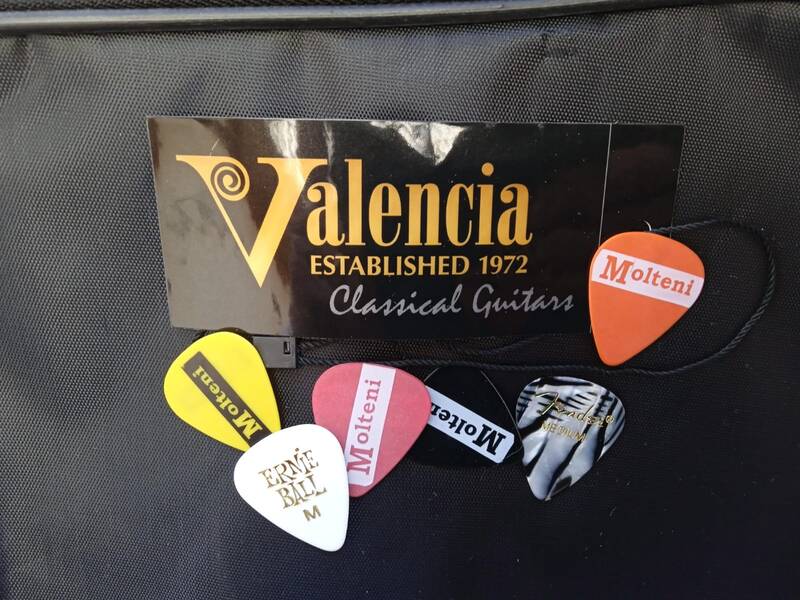 Valencia
ESTABLISHED 1972
Classical Guitars
Molteni
Molteni
Molteni
Molteni
Fender®
MEDIUM
ERNIE
BALL
M